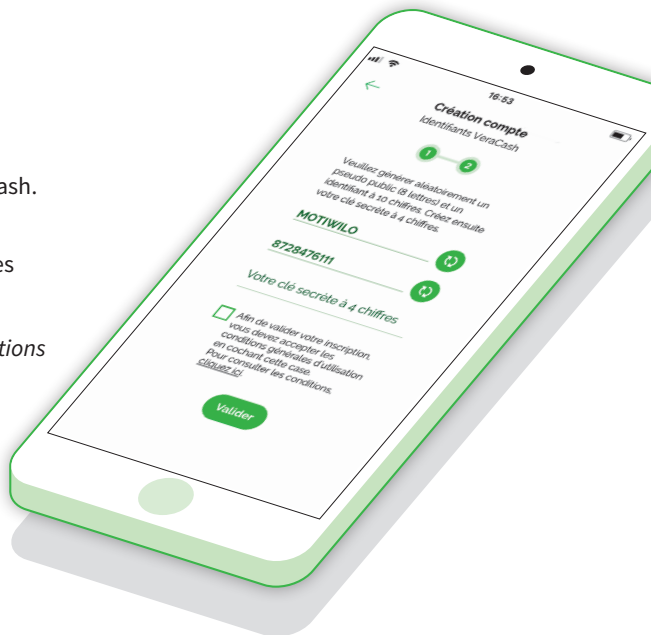 ash.
es
tions
16:53
Création compte
Identifiants VeraCash
1 2
Veuillez générer aléatoirement un
pseudo public (8 lettres) et un
identifiant à 10 chiffres. Créez ensuite
votre clé secrète à 4 chiffres.
MOTIWILO
8728476111
Votre clé secrète à 4 chiffres
Afin de valider votre inscription.
vous devez accepter les
conditions générales d'utilisation
en cochant cette case.
Pour consulter les conditions,
cliquez ici.
Valider